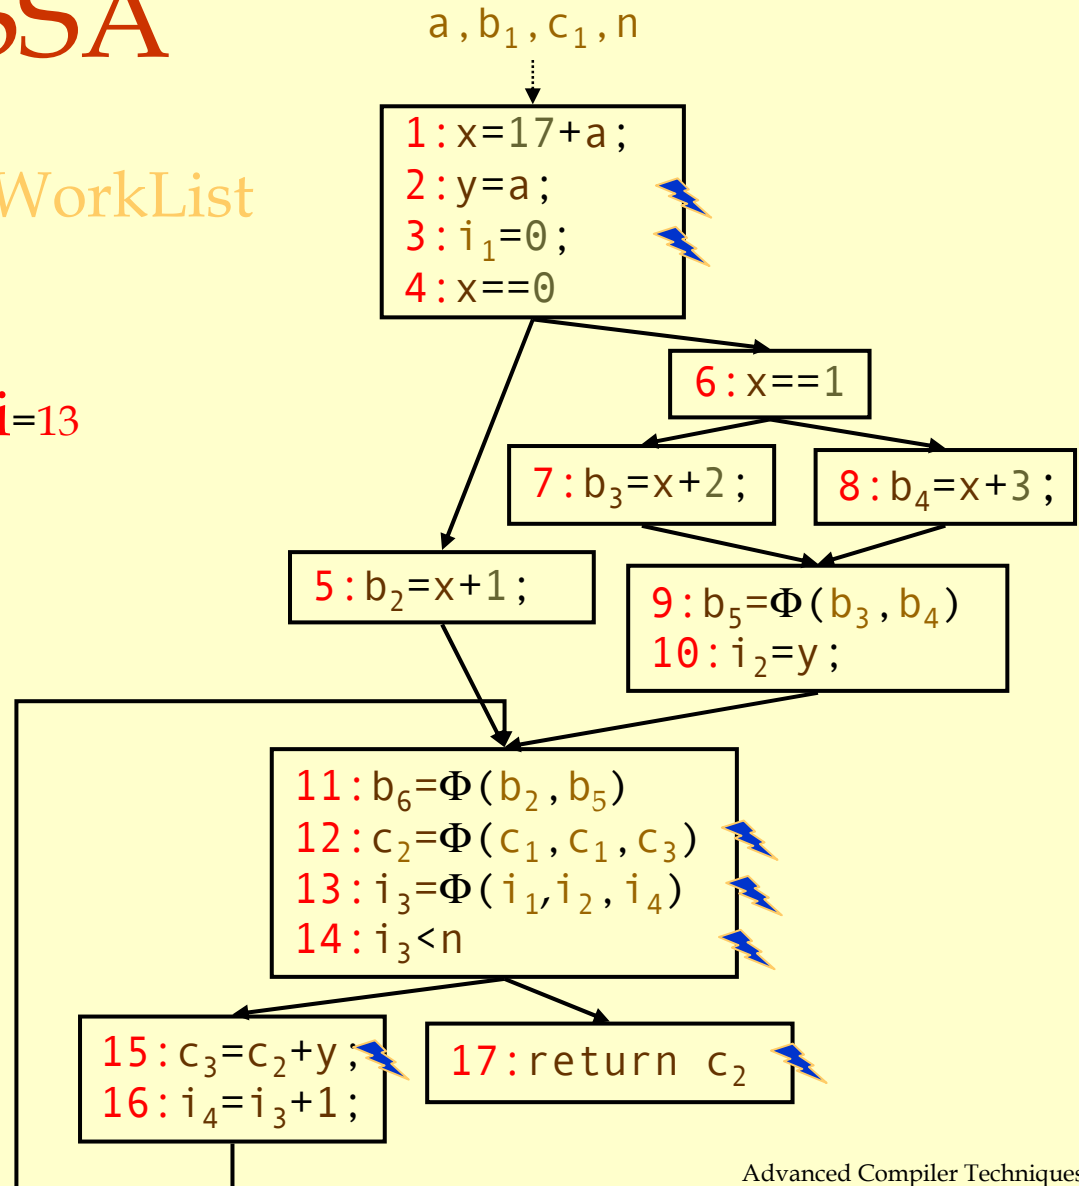 SSA
a,b₁,c₁,n
WorkList
i=13
1:x=17+a;
2:y=a;
3:i₁=0;
4:x==0
6:x==1
7:b₃=x+2;
8:b₄=x+3;
5:b₂=x+1;
9:b₅=Φ(b₃,b₄)
10:i₂=y;
11:b₆=Φ(b₂,b₅)
12:c₂=Φ(c₁,c₁,c₃)
13:i₃=Φ(i₁,i₂,i₄)
14:i₃<n
15:c₃=c₂+y;
16:i₄=i₃+1;
17:return c₂
Advanced Compiler Techniques